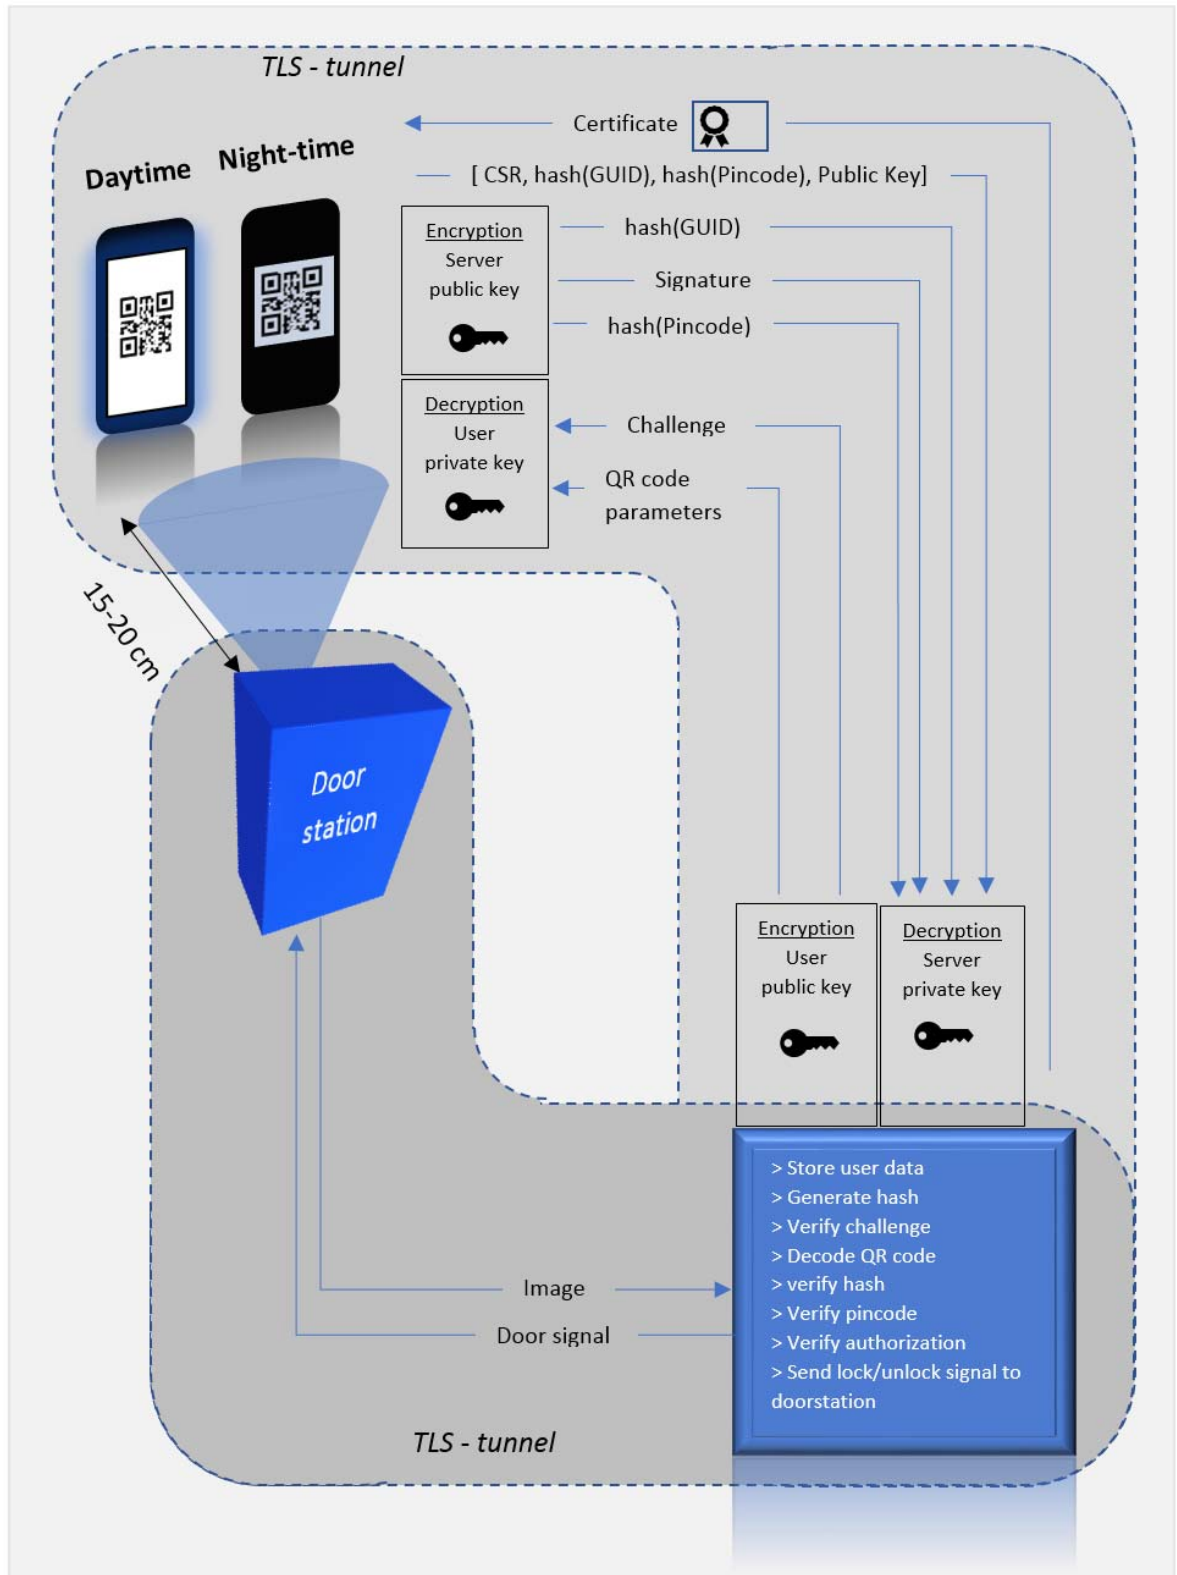 TLS - tunnel
Certificate
Daytime
Night-time
[ CSR, hash(GUID), hash(Pincode), Public Key]
Encryption
Server
public key
hash(GUID)
Signature
hash(Pincode)
Decryption
User
private key
Challenge
QR code
parameters
15-20 cm
Door
station
Encryption
User
public key
Decryption
Server
private key
> Store user data
> Generate hash
> Verify challenge
> Decode QR code
> verify hash
> Verify pincode
> Verify authorization
> Send lock/unlock signal to
doorstation
Image
Door signal
TLS - tunnel